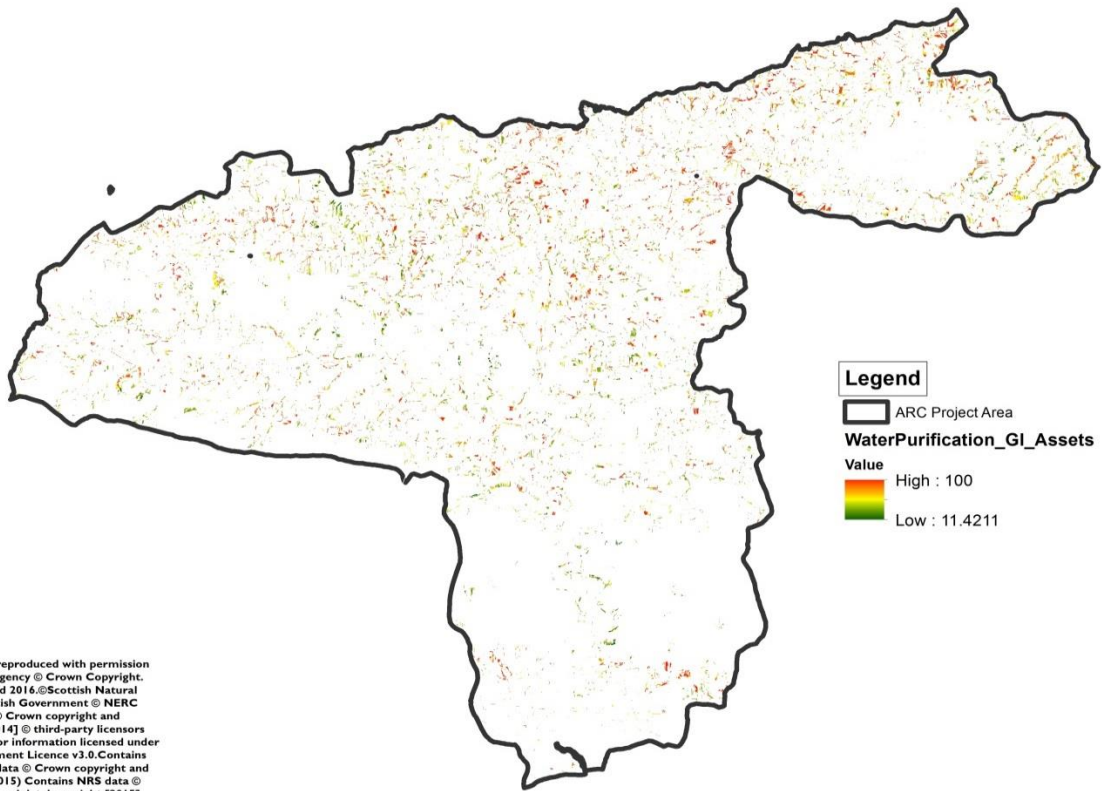 Legend
ARC Project Area
WaterPurification_GI_Assets
Value
High : 100
Low : 11.4211
reproduced with permission
gency © Crown Copyright.
d 2016.©Scottish Natural
ish Government © NERC
© Crown copyright and
14] © third-party licensors
or information licensed under
ment Licence v3.0.Contains
data © Crown copyright and
015) Contains NRS data ©